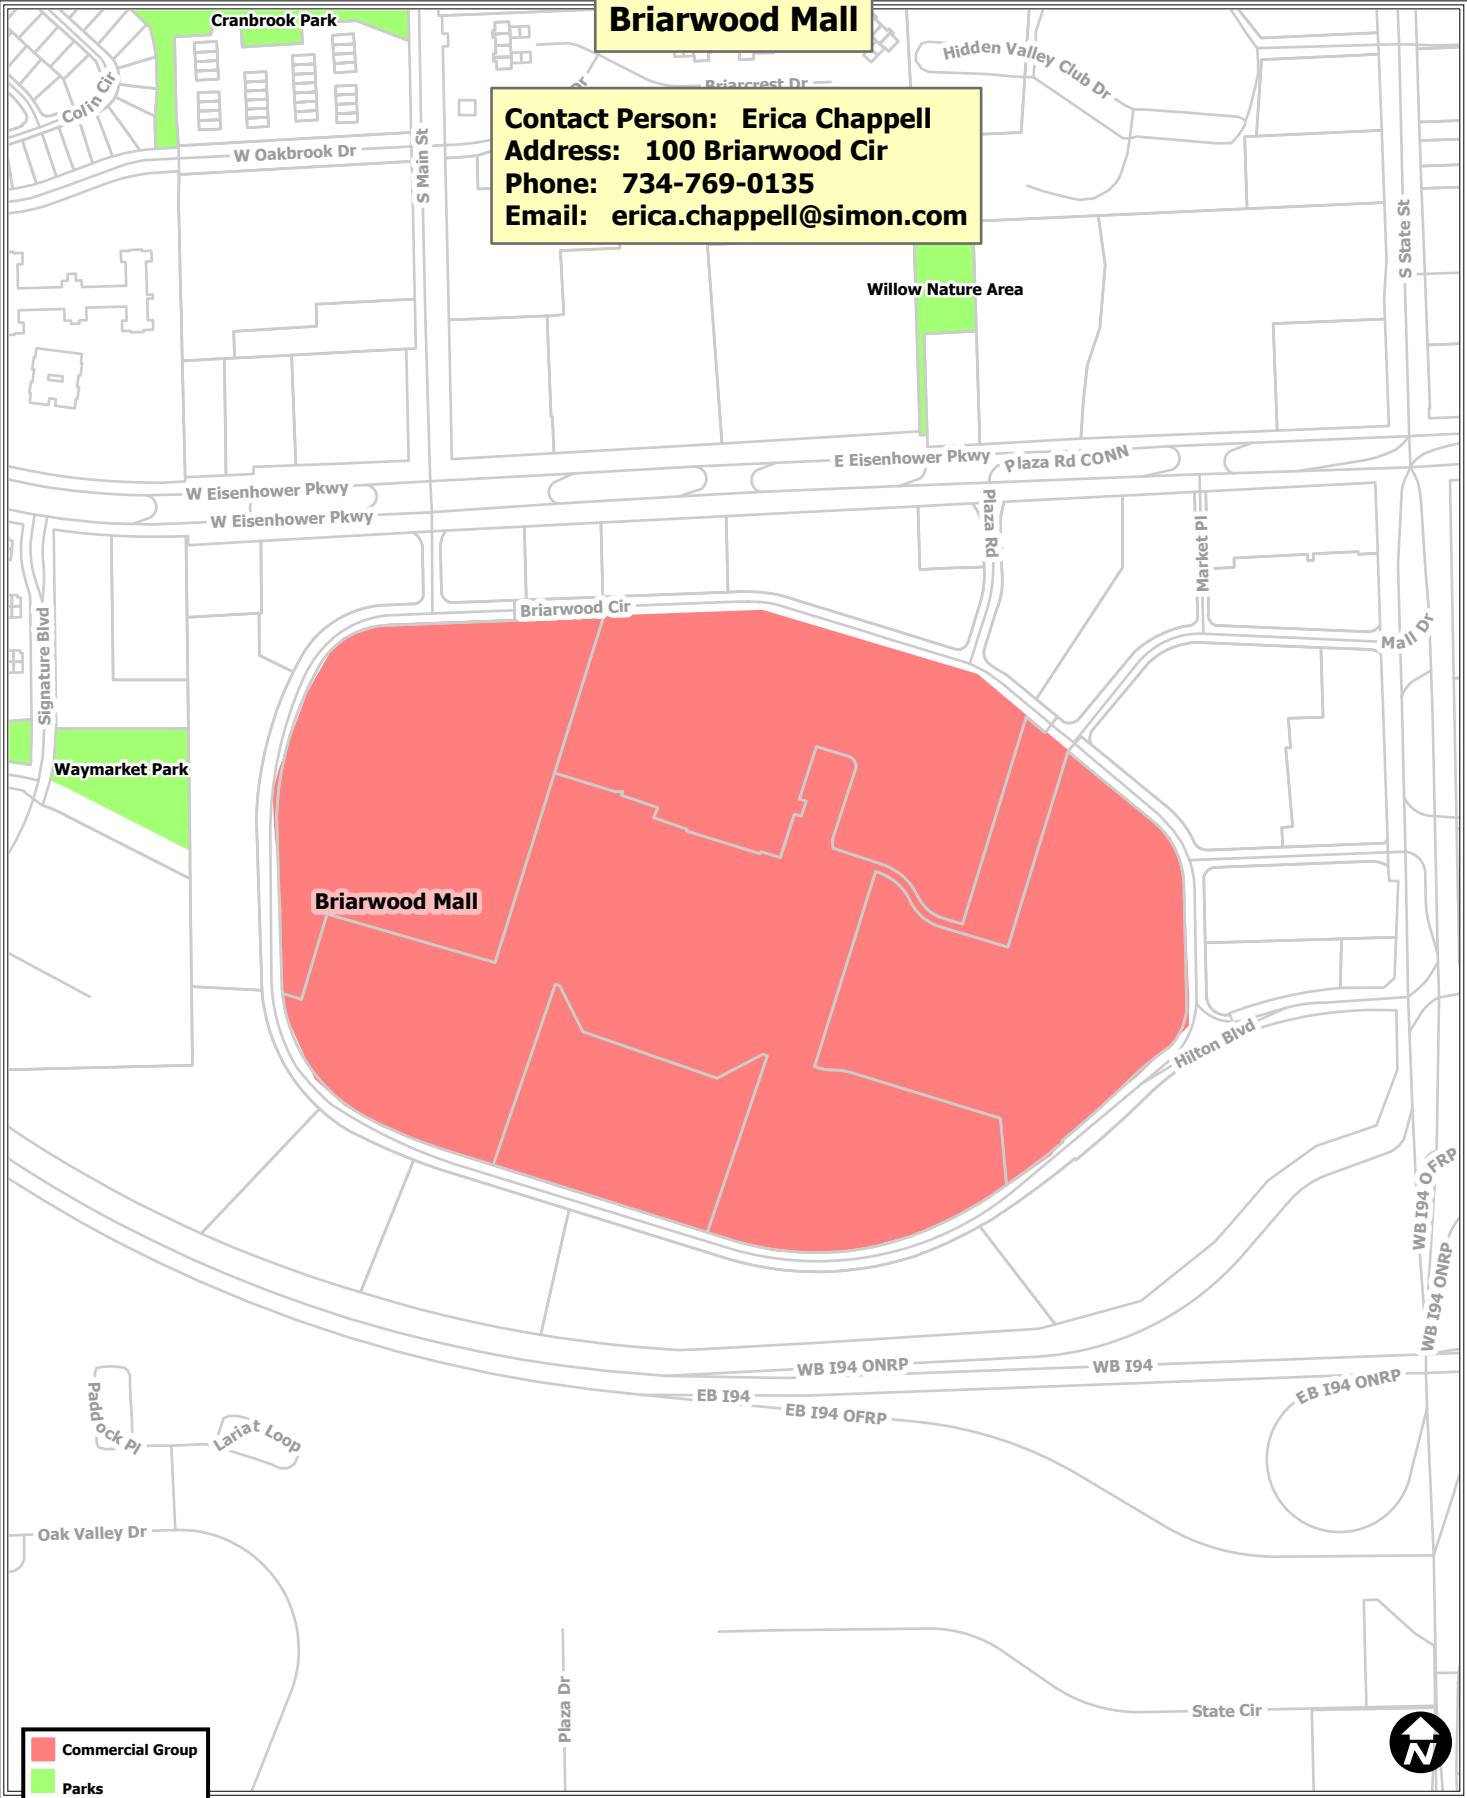 Briarwood Mall
Cranbrook Park
Colin Cir
W Oakbrook Dr
S Main St
Dr
Briarcrest Dr
Hidden Valley Club Dr
Contact Person: Erica Chappell
Address: 100 Briarwood Cir
Phone: 734-769-0135
Email: erica.chappell@simon.com
S State St
Willow Nature Area
E Eisenhower Pkwy
Plaza Rd CONN
W Eisenhower Pkwy
W Eisenhower Pkwy
Plaza Rd
Market Pl
Briarwood Cir
Mall Dr
Signature Blvd
Waymarket Park
Briarwood Mall
Hilton Blvd
WB I94 OFRP
WB I94 ONRP
WB I94 ONRP
WB I94
EB I94
EB I94 OFRP
EB I94 ONRP
Paddock Pl
Lariat Loop
Oak Valley Dr
Plaza Dr
State Cir
Commercial Group
Parks
N